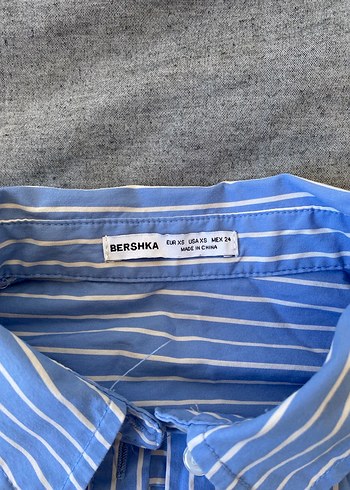 BERSHKA EUR XS USA XS MEX 24
MADE IN CHINA